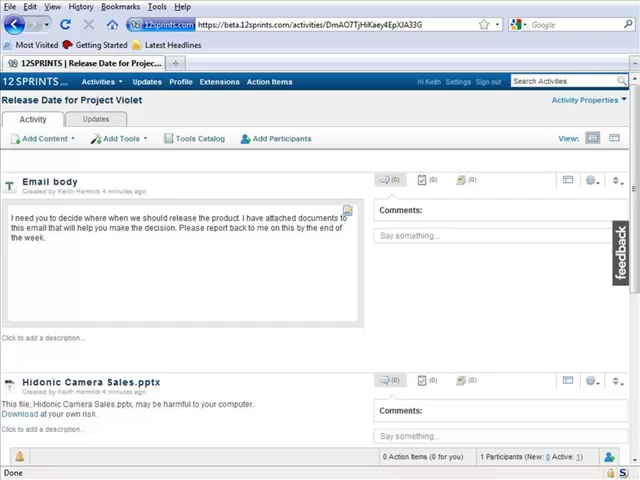 File Edit View History Bookmarks Tools Help
12sprints.com https://beta.12sprints.com/activities/DmAO7TjHiKaey4EpXJA33G Google
Most Visited Getting Started Latest Headlines
12SPRINTS | Release Date for Projec...
12SPRINTS Activities Updates Profile Extensions Action Items Hi Keith Settings Sign out Search Activities
Release Date for Project Violet Activity Properties
Activity Updates
Add Content Add Tools Tools Catalog Add Participants View:
Email body (0) (0) (0)
Created by Keith Hamrick 4 minutes ago
I need you to decide where when we should release the product. I have attached documents to
this email that will help you make the decision. Please report back to me on this by the end of
the week.
Comments:
Say something...
feedback
Click to add a description...
Hidonic Camera Sales.pptx (0) (0) (0)
Created by Keith Hamrick 4 minutes ago
This file, Hidonic Camera Sales.pptx, may be harmful to your computer.
Download at your own risk.
Comments:
Click to add a description...
Say something...
0 Action Items (0 for you) 1 Participants (New: 0 Active: 1)
Done